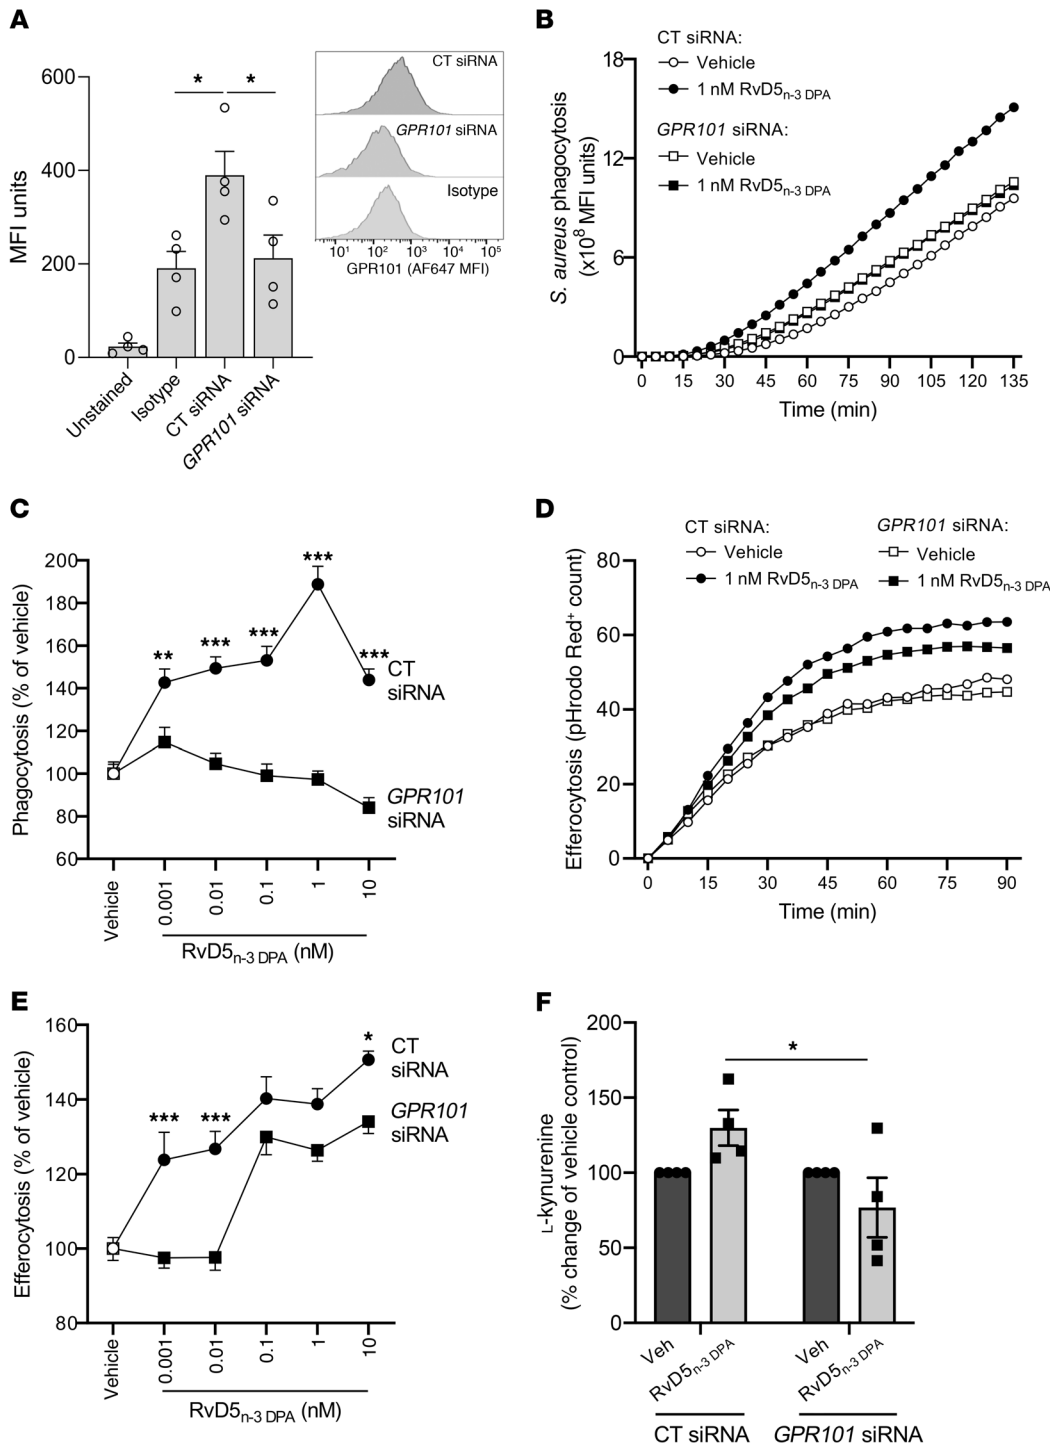 A
600
400
200
0
MFI units
*
*
Unstained
Isotype
CT siRNA
GPR101 siRNA
CT siRNA
GPR101 siRNA
Isotype
10¹ 10² 10³ 10⁴ 10⁵
GPR101 (AF647 MFI)
B
CT siRNA:
Vehicle
1 nM RvD5n-3 DPA
GPR101 siRNA:
Vehicle
1 nM RvD5n-3 DPA
18
12
6
0
S. aureus phagocytosis
(x10⁸ MFI units)
0 15 30 45 60 75 90 105 120 135
Time (min)
C
200
180
160
140
120
100
80
60
Phagocytosis (% of vehicle)
**
***
***
***
***
CT
siRNA
GPR101
siRNA
Vehicle
0.001
0.01
0.1
1
10
RvD5n-3 DPA (nM)
D
CT siRNA:
Vehicle
1 nM RvD5n-3 DPA
GPR101 siRNA:
Vehicle
1 nM RvD5n-3 DPA
80
60
40
20
0
Efferocytosis (pHrodo Red⁺ count)
0 15 30 45 60 75 90
Time (min)
E
160
140
120
100
80
Efferocytosis (% of vehicle)
***
***
*
CT
siRNA
GPR101
siRNA
Vehicle
0.001
0.01
0.1
1
10
RvD5n-3 DPA (nM)
F
200
150
100
50
0
L-kynurenine
(% change of vehicle control)
*
Veh
RvD5n-3 DPA
Veh
RvD5n-3 DPA
CT siRNA
GPR101 siRNA